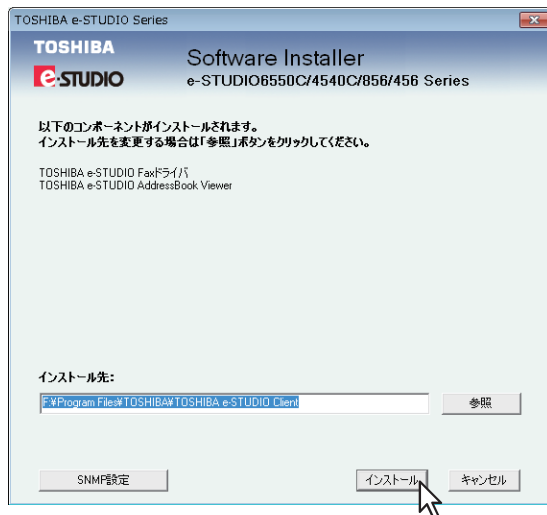 TOSHIBA e-STUDIO Series
TOSHIBA
e-STUDIO
Software Installer
e-STUDIO6550C/4540C/856/456 Series
以下のコンポーネントがインストールされます。
インストール先を変更する場合は「参照」ボタンをクリックしてください。
TOSHIBA e-STUDIO Faxドライバ
TOSHIBA e-STUDIO AddressBook Viewer
インストール先:
F:¥Program Files¥TOSHIBA¥TOSHIBA e-STUDIO Client
参照
SNMP設定
インストール
キャンセル